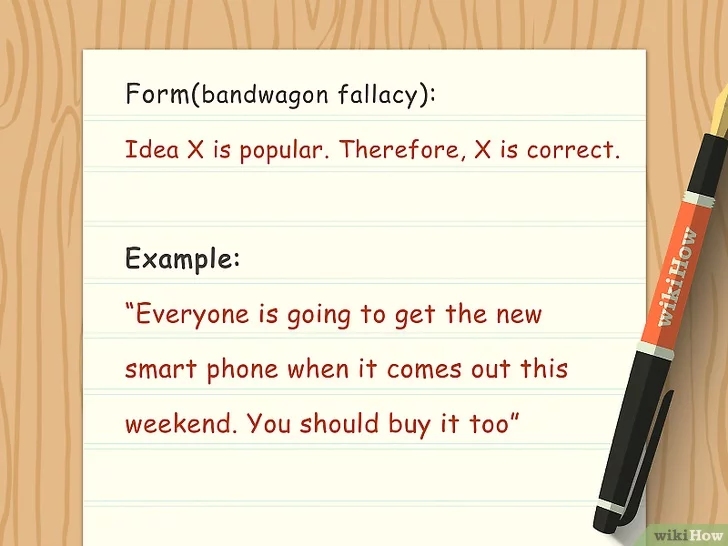 Form(bandwagon fallacy):
Idea X is popular. Therefore, X is correct.
Example:
“Everyone is going to get the new
smart phone when it comes out this
weekend. You should buy it too”
wikiHow
wikiHow